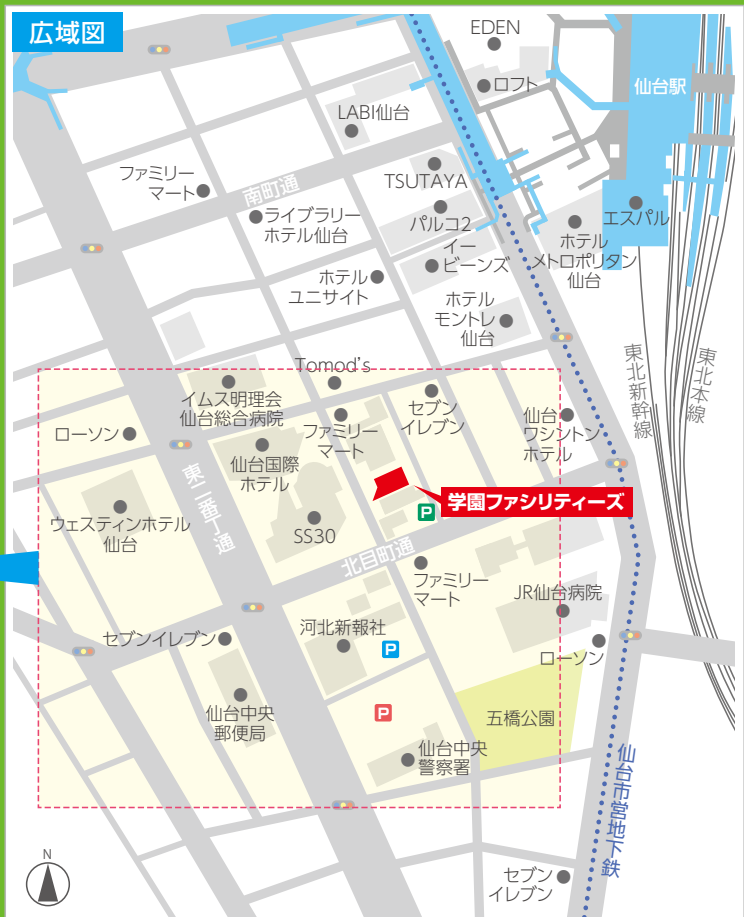 広域図
EDEN
ロフト
仙台駅
LABI仙台
ファミリー
マート
南町通
TSUTAYA
ライブラリー
ホテル仙台
パルコ2
イー
ビーンズ
エスパル
ホテル
メトロポリタン
仙台
ホテル
ユニサイト
ホテル
モントレ
仙台
東北新幹線
東北本線
Tomod's
イムス明理会
仙台総合病院
ファミリー
マート
セブン
イレブン
仙台
ワシントン
ホテル
ローソン
東二番丁通
仙台国際
ホテル
学園ファシリティーズ
P
ウェスティンホテル
仙台
SS30
北目町通
ファミリー
マート
JR仙台病院
セブンイレブン
河北新報社
P
ローソン
仙台中央
郵便局
P
五橋公園
仙台中央
警察署
仙台市営地下鉄
N
セブン
イレブン